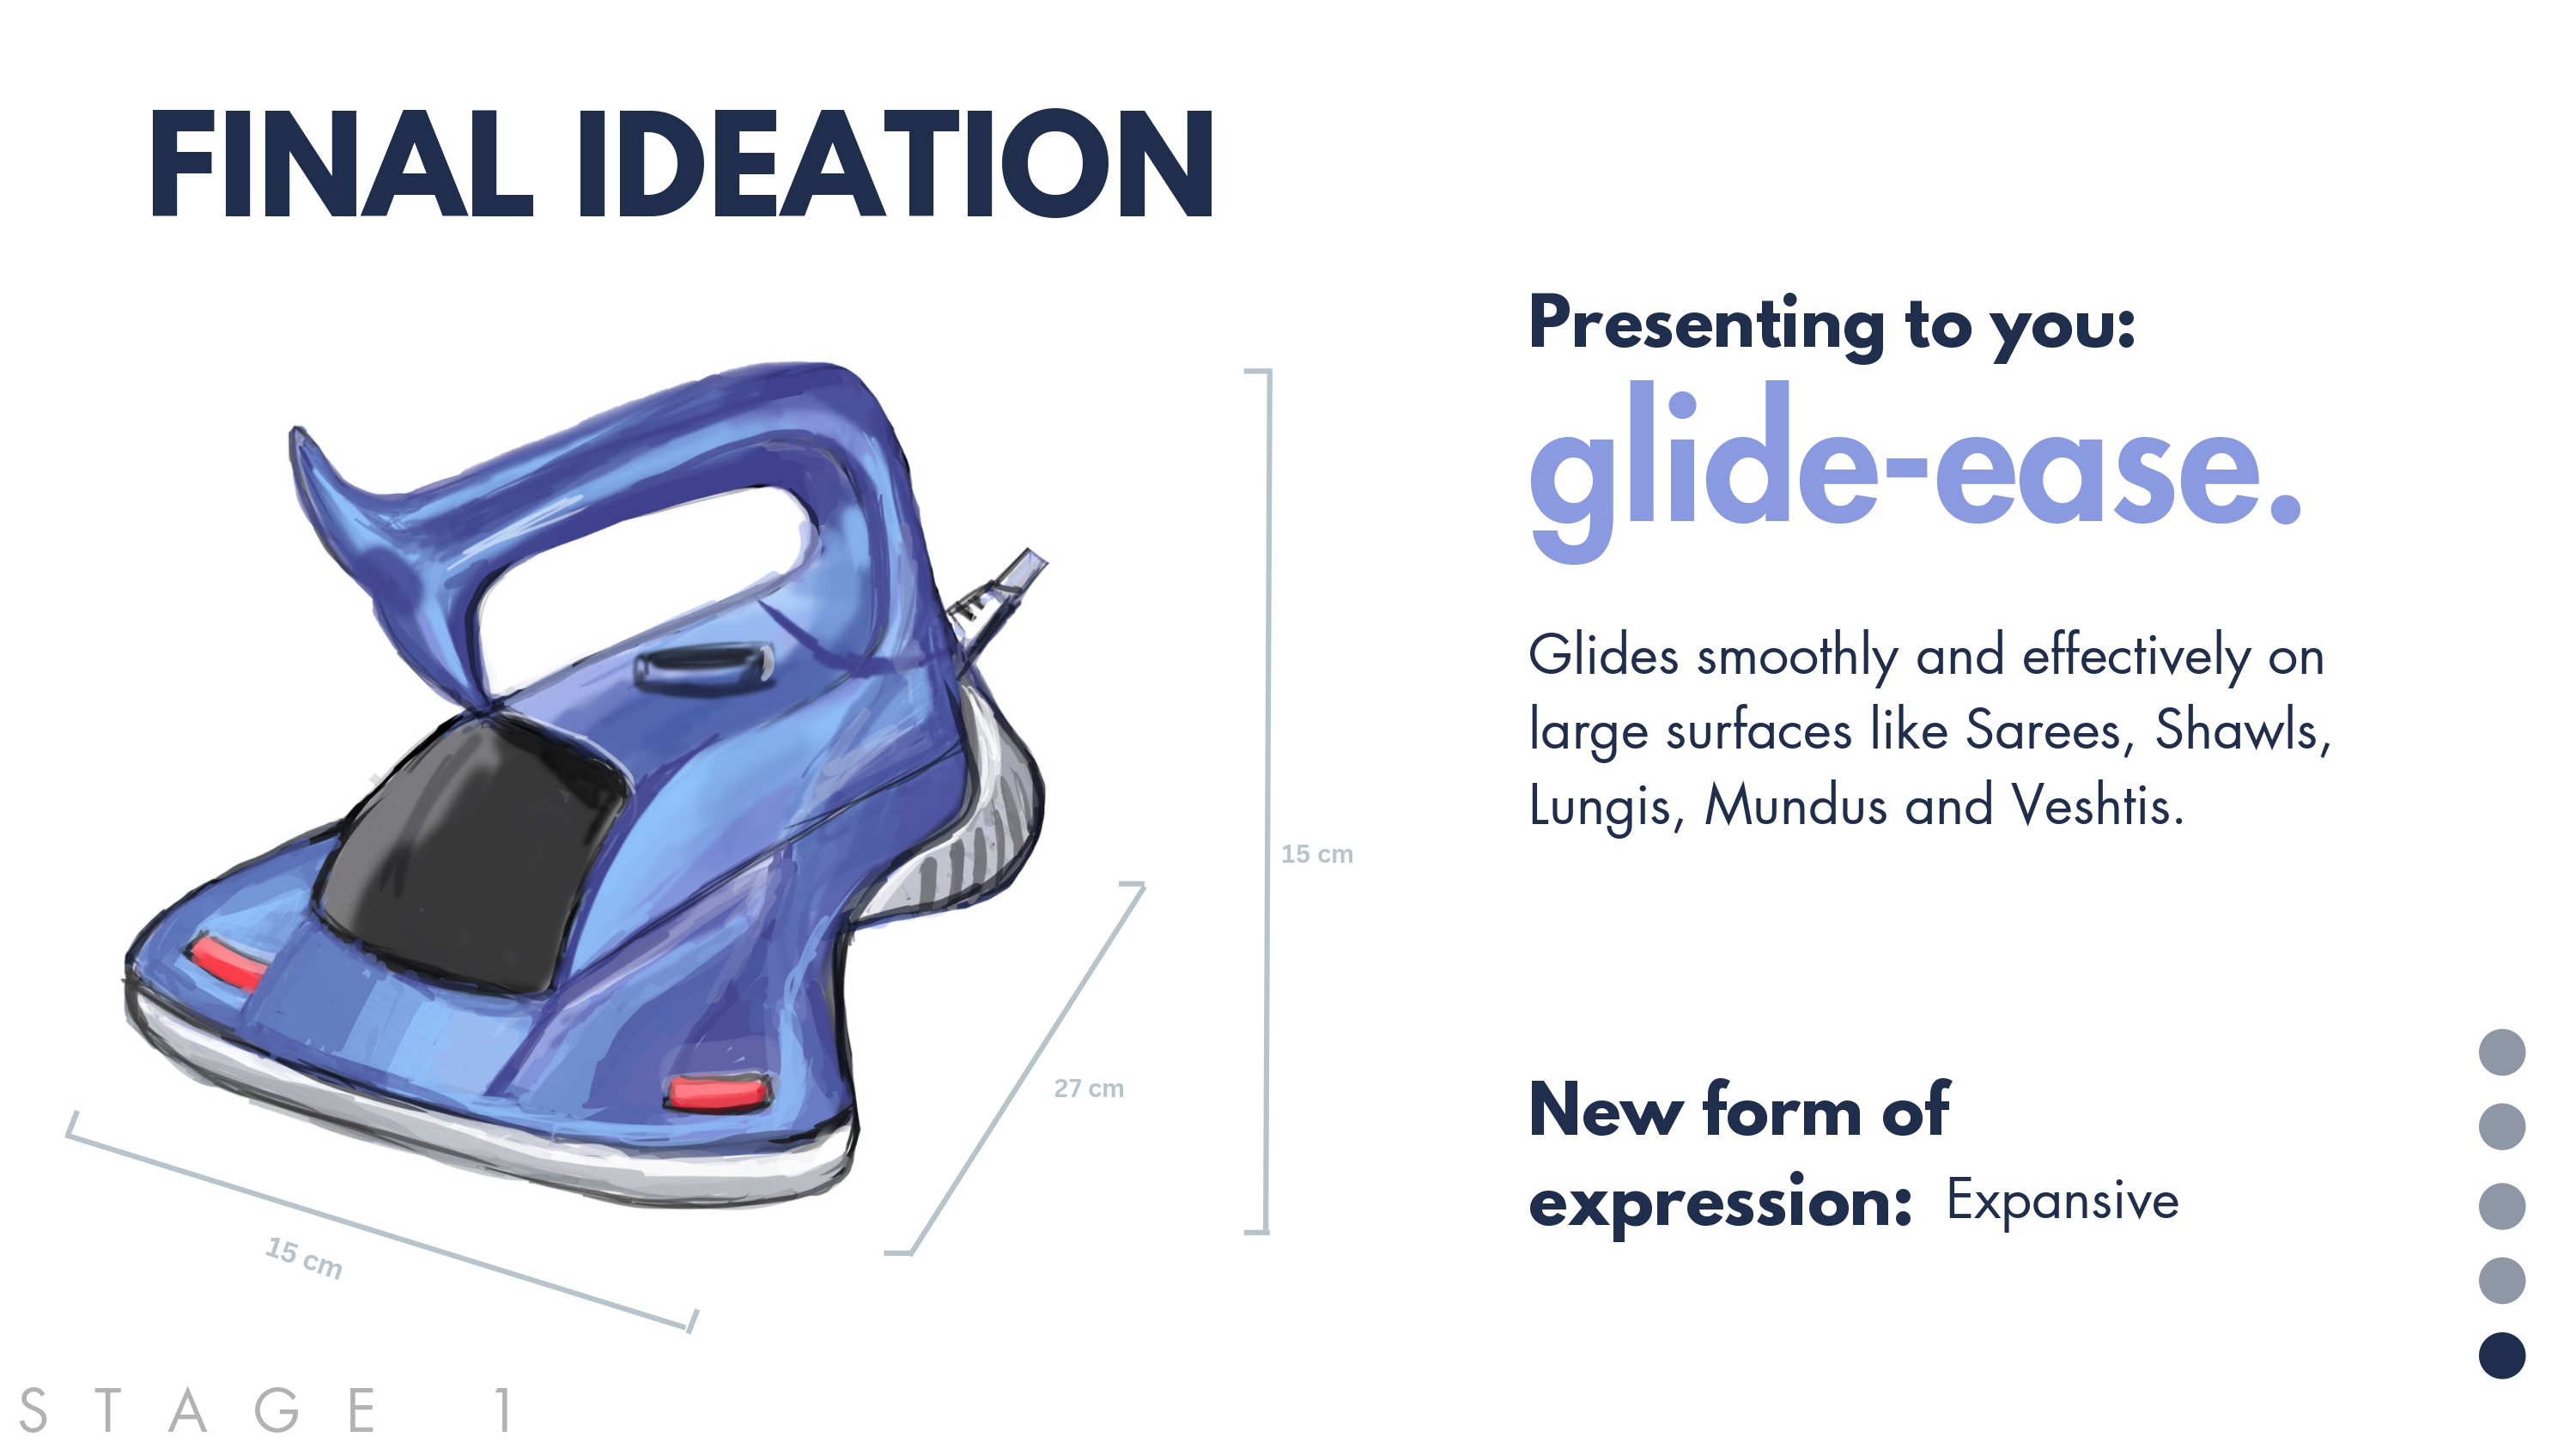 FINAL IDEATION
Presenting to you:
glide-ease.
Glides smoothly and effectively on
large surfaces like Sarees, Shawls,
Lungis, Mundus and Veshtis.
15 cm
27 cm
15 cm
New form of
expression: Expansive
STAGE 1